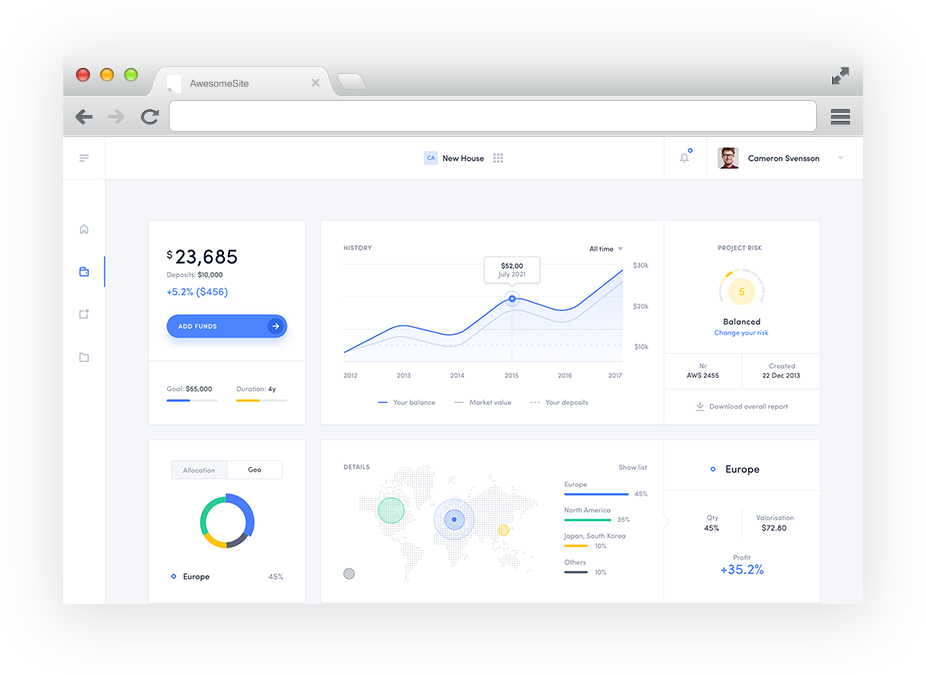 AwesomeSite
CA New House
Cameron Svensson
$23,685
Deposits: $10,000
+5.2% ($456)
ADD FUNDS
Goal: $55,000
Duration: 4y
HISTORY
All time
$52,00
July 2021
$30k
$20k
$10k
2012 2013 2014 2015 2016 2017
Your balance Market value Your deposits
PROJECT RISK
5
Balanced
Change your risk
Nr
AWS 2455
Created
22 Dec 2013
Download overall report
Allocation Geo
Europe 45%
DETAILS
Show list
Europe
45%
North America
35%
Japan, South Korea
10%
Others
10%
Europe
Qty
45%
Valorisation
$72.80
Profit
+35.2%